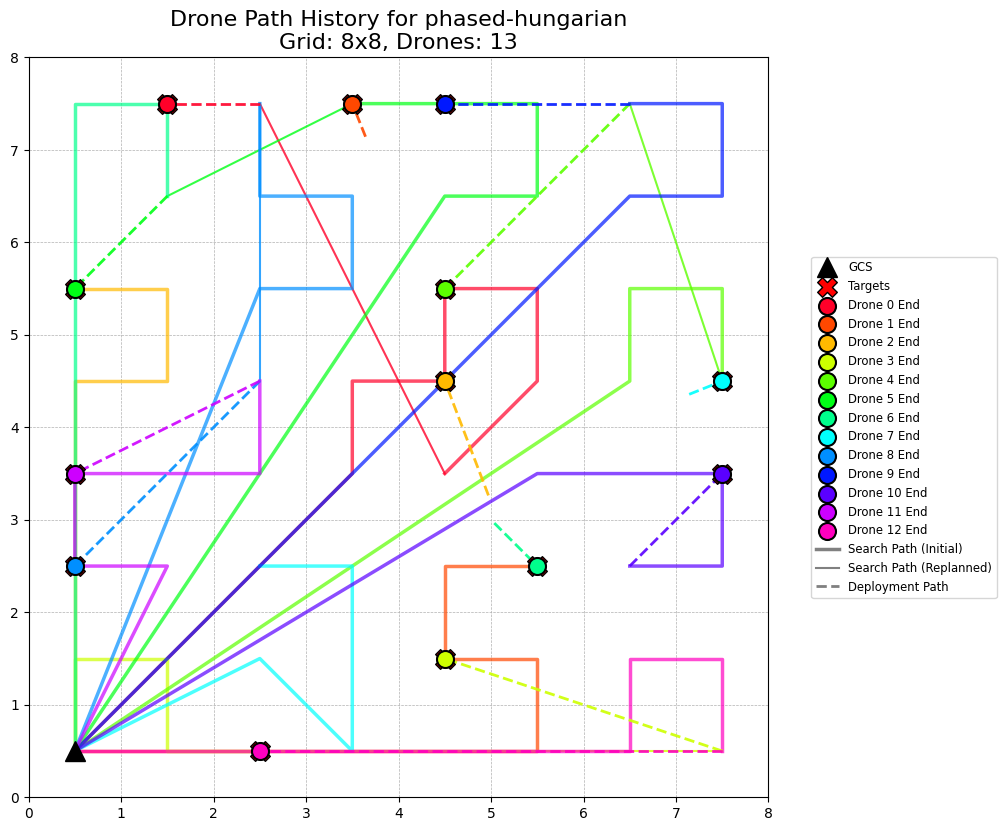 Drone Path History for phased-hungarian
Grid: 8x8, Drones: 13
8
7
6
5
4
3
2
1
0
0 1 2 3 4 5 6 7 8
GCS
Targets
Drone 0 End
Drone 1 End
Drone 2 End
Drone 3 End
Drone 4 End
Drone 5 End
Drone 6 End
Drone 7 End
Drone 8 End
Drone 9 End
Drone 10 End
Drone 11 End
Drone 12 End
Search Path (Initial)
Search Path (Replanned)
Deployment Path